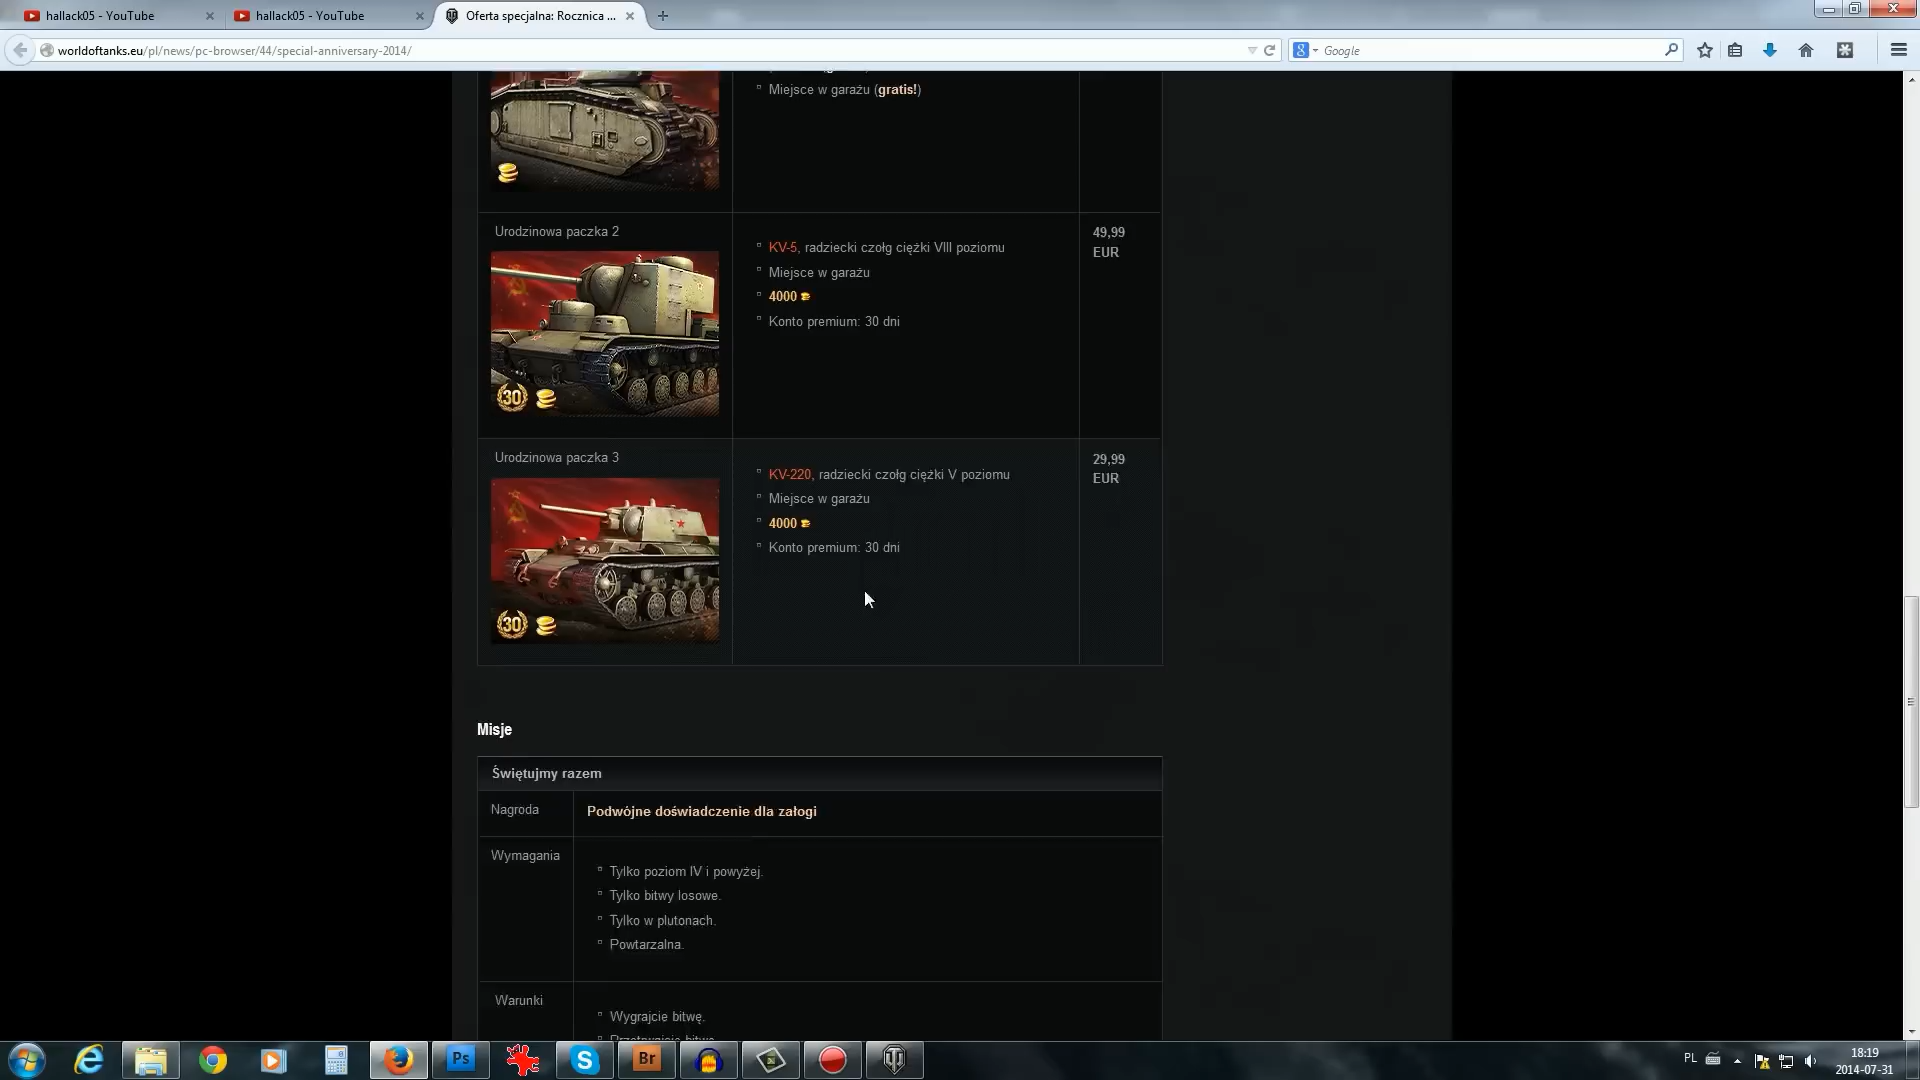 hallack05 - YouTube
hallack05 - YouTube
Oferta specjalna: Rocznica ...
worldoftanks.eu/pl/news/pc-browser/44/special-anniversary-2014/
Google
Miejsce w garażu (gratis!)
Urodzinowa paczka 2
KV-5, radziecki czołg ciężki VIII poziomu
Miejsce w garażu
4000
Konto premium: 30 dni
49,99
EUR
30
Urodzinowa paczka 3
KV-220, radziecki czołg ciężki V poziomu
Miejsce w garażu
4000
Konto premium: 30 dni
29,99
EUR
30
Misje
Świętujmy razem
Nagroda
Podwójne doświadczenie dla załogi
Wymagania
Tylko poziom IV i powyżej.
Tylko bitwy losowe.
Tylko w plutonach.
Powtarzalna.
Warunki
Wygrajcie bitwę.
Ps
Br
PL
18:19
2014-07-31